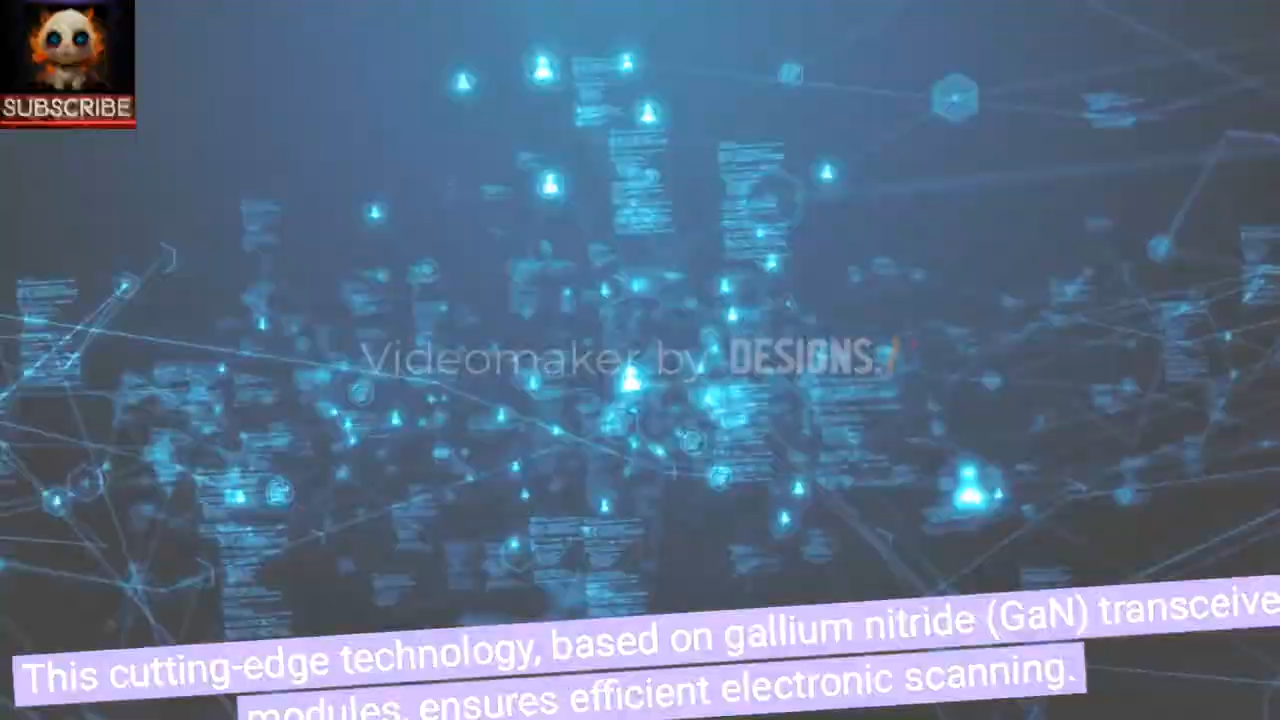 SUBSCRIBE
Videomaker by DESIGNS.
This cutting-edge technology, based on gallium nitride (GaN) transceive
modules, ensures efficient electronic scanning.